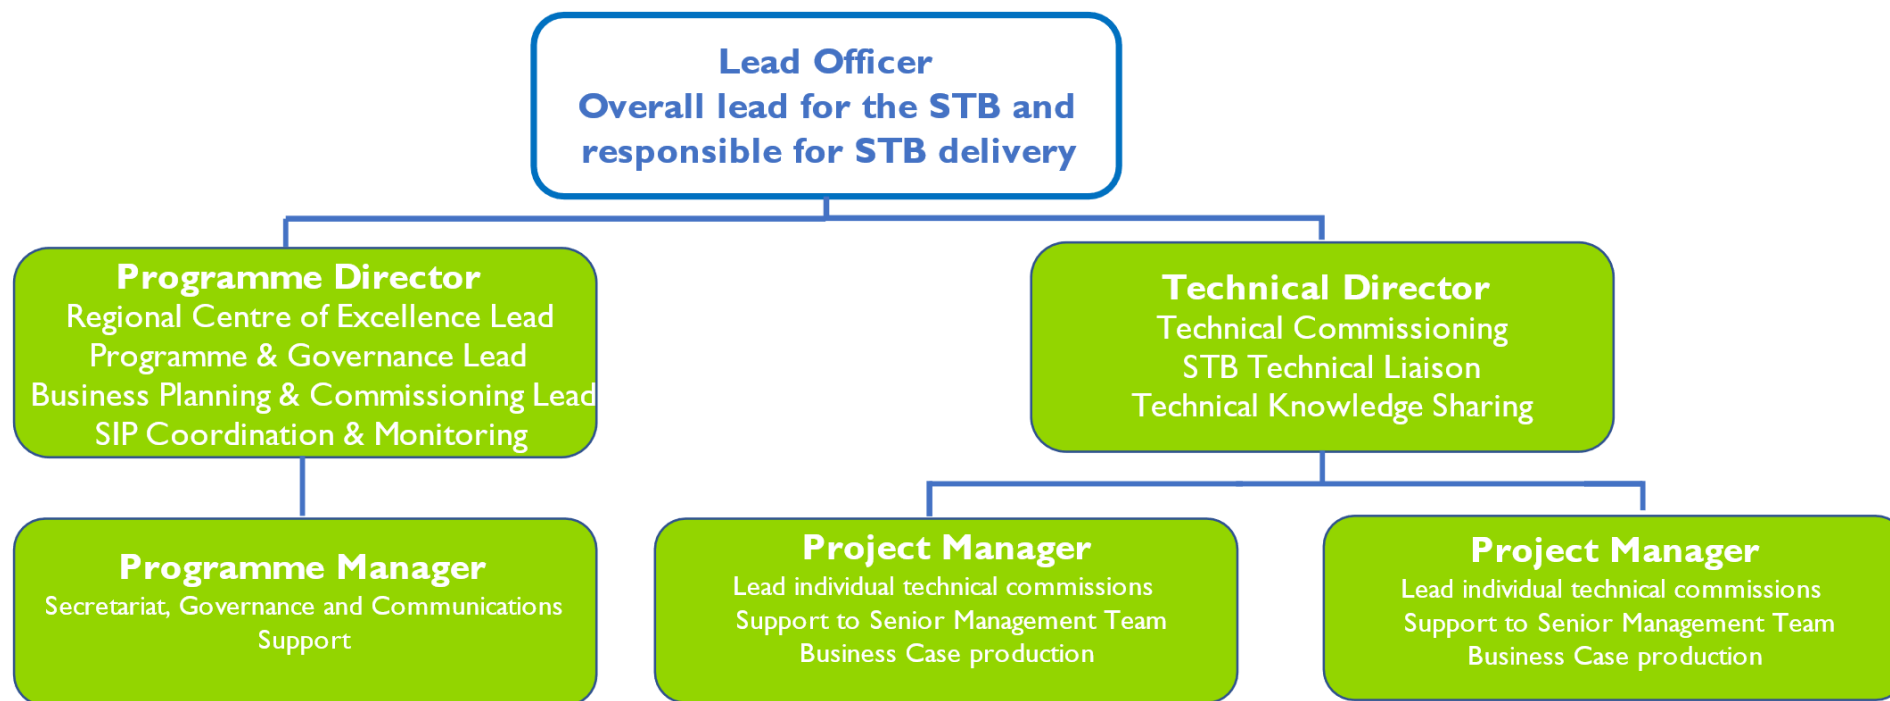 Lead Officer
Overall lead for the STB and
responsible for STB delivery
Programme Director
Regional Centre of Excellence Lead
Programme & Governance Lead
Business Planning & Commissioning Lead
SIP Coordination & Monitoring
Technical Director
Technical Commissioning
STB Technical Liaison
Technical Knowledge Sharing
Programme Manager
Secretariat, Governance and Communications
Support
Project Manager
Lead individual technical commissions
Support to Senior Management Team
Business Case production
Project Manager
Lead individual technical commissions
Support to Senior Management Team
Business Case production